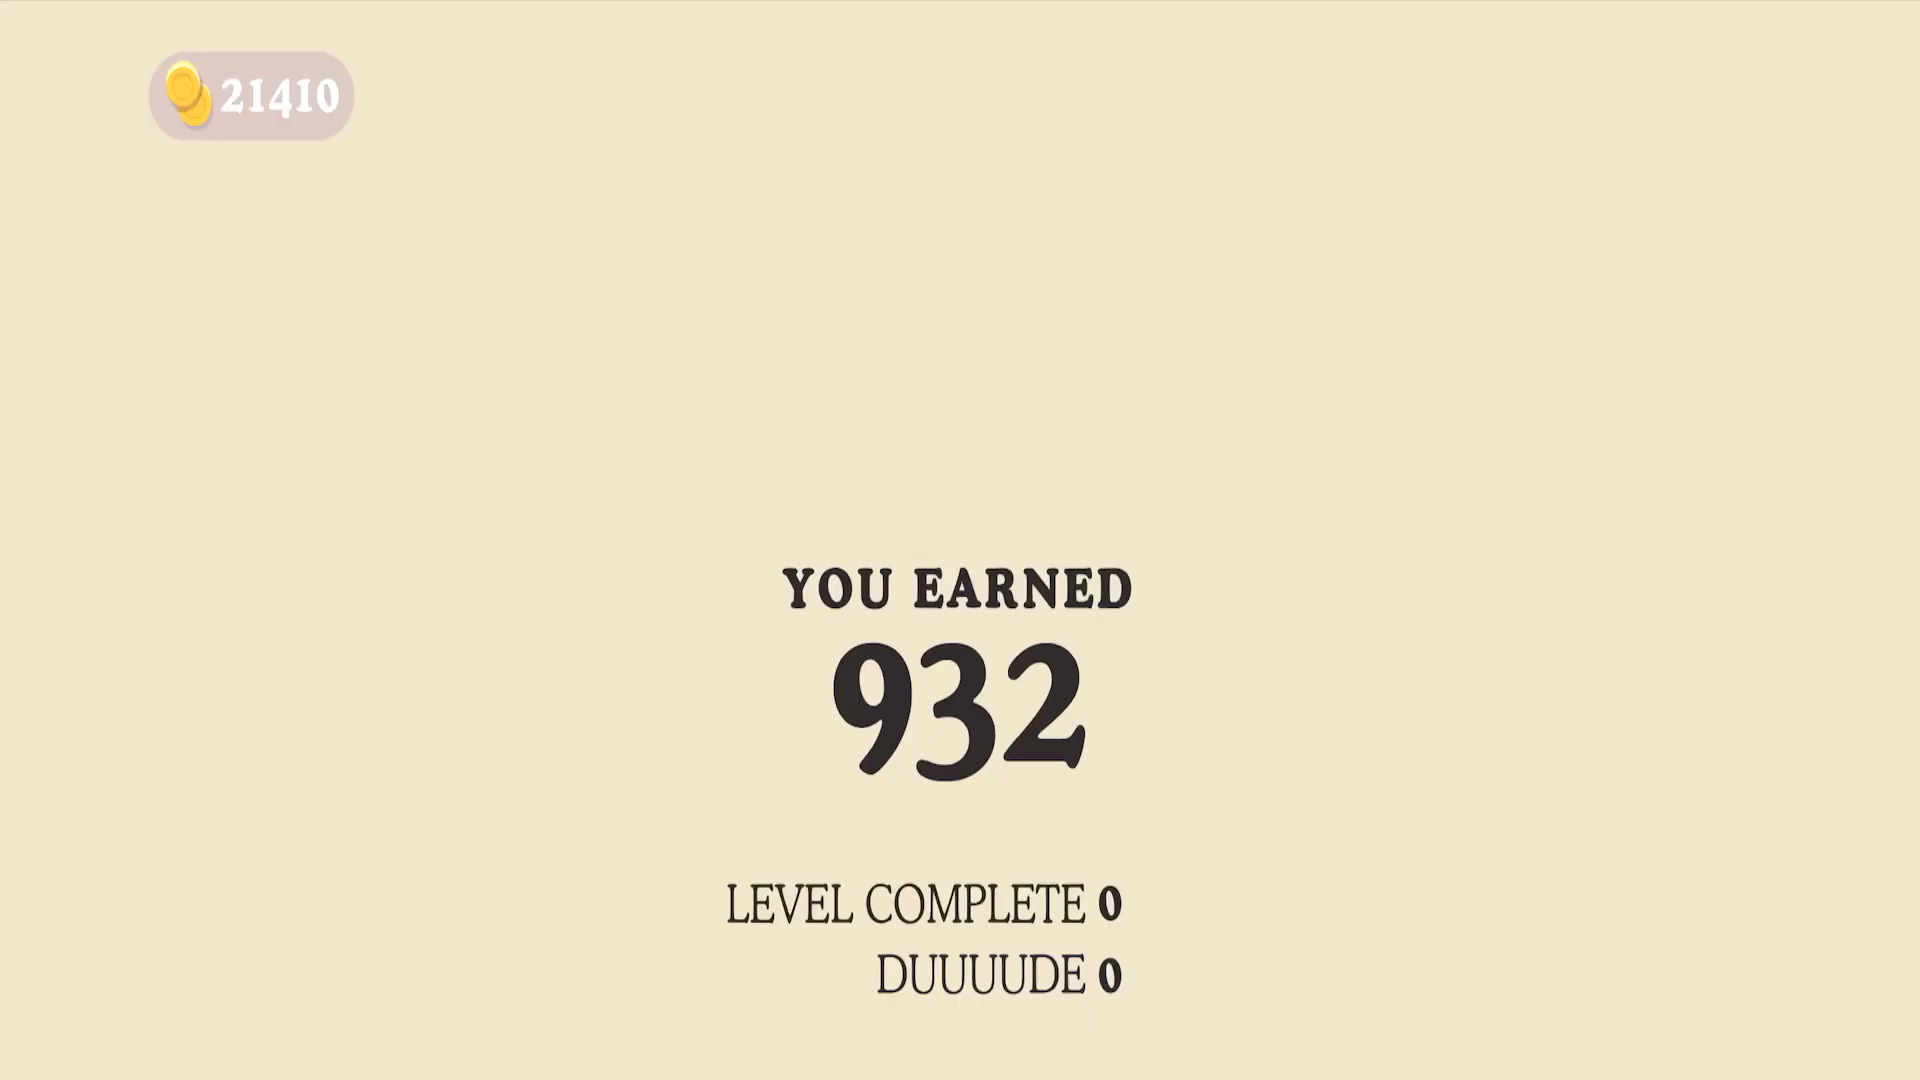 21410
YOU EARNED
932
LEVEL COMPLETE 0
DUUUUDE 0